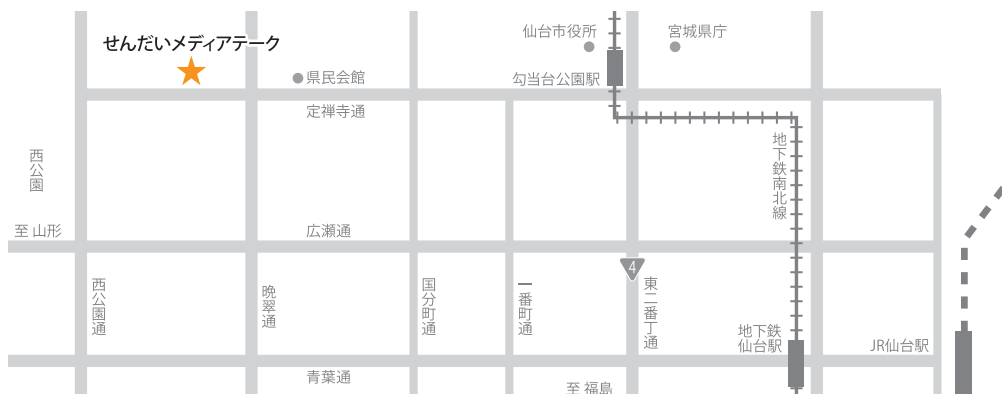 仙台市役所
宮城県庁
せんだいメディアテーク
県民会館
勾当台公園駅
定禅寺通
地下鉄南北線
西公園
至 山形
広瀬通
4
西公園通
晩翠通
国分町通
一番町通
東二番丁通
地下鉄
仙台駅
JR仙台駅
青葉通
至 福島